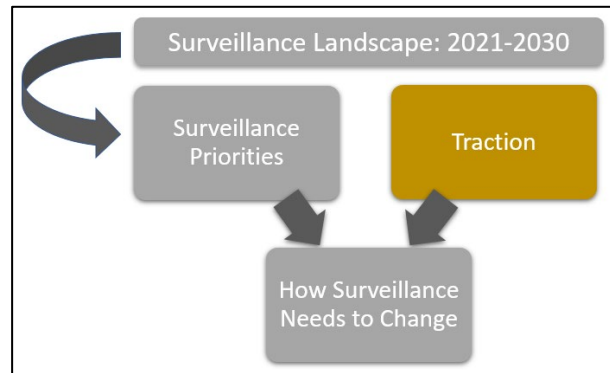 Surveillance Landscape: 2021-2030
Surveillance
Priorities
Traction
How Surveillance
Needs to Change